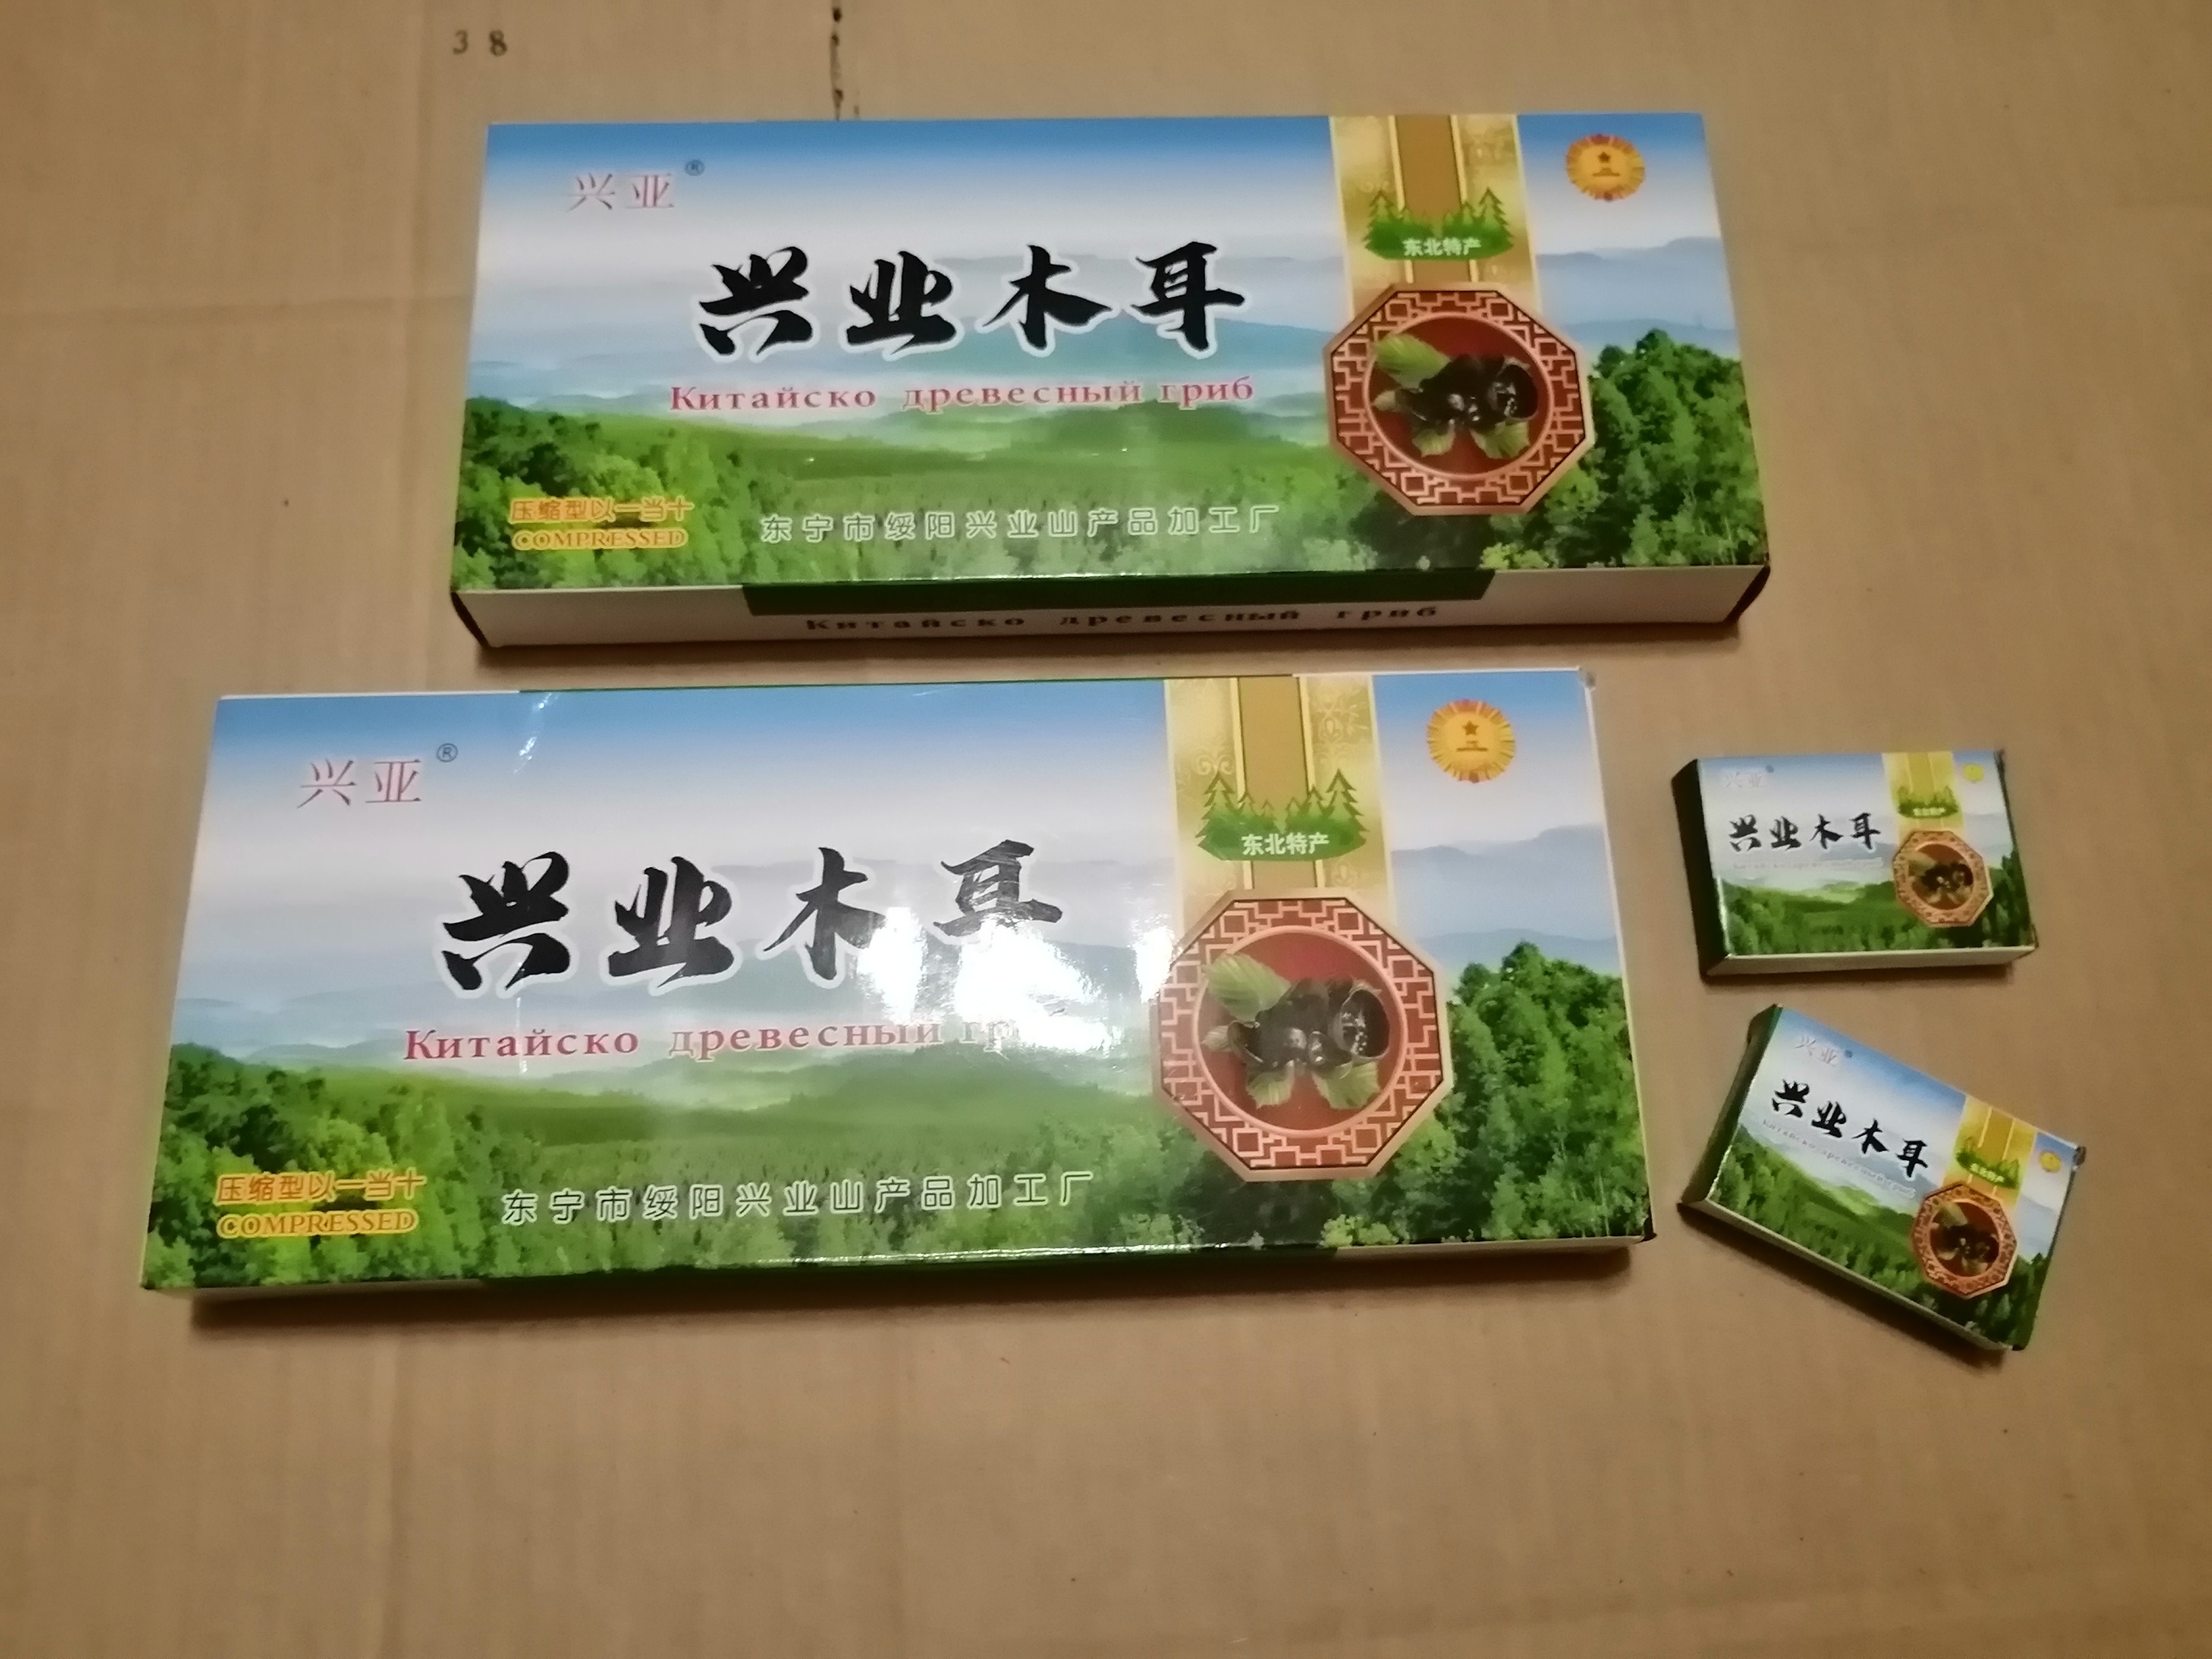 38
兴亚®
东北特产
兴业木耳
Китайско древесный гриб
压缩型以一当十
COMPRESSED
东宁市绥阳兴业山产品加工厂
Китайско древесный гриб
兴亚®
东北特产
兴业木耳
Китайско древесный
压缩型以一当十
COMPRESSED
东宁市绥阳兴业山产品加工厂
兴亚
兴业木耳
兴亚
兴业木耳